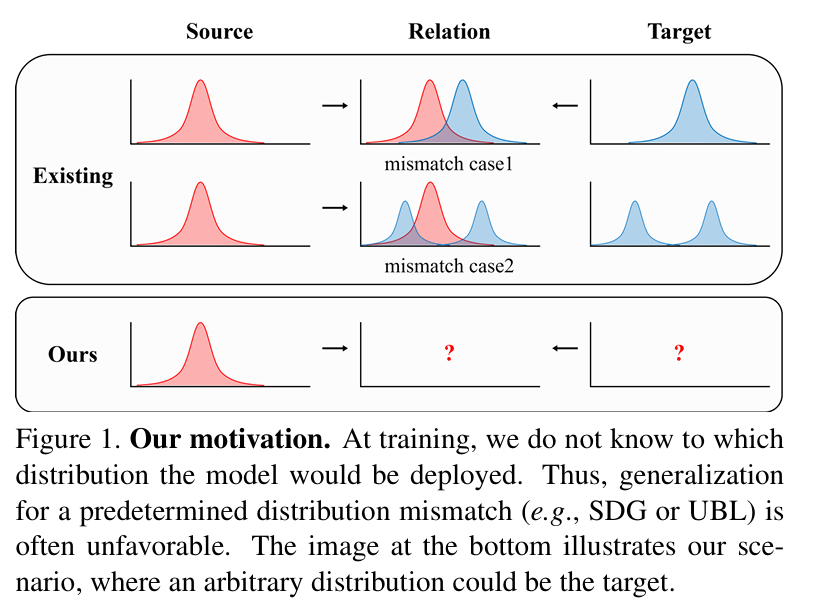 Source Relation Target
Existing
mismatch case1
mismatch case2
Ours
?
?
Figure 1. Our motivation. At training, we do not know to which
distribution the model would be deployed. Thus, generalization
for a predetermined distribution mismatch (e.g., SDG or UBL) is
often unfavorable. The image at the bottom illustrates our sce-
nario, where an arbitrary distribution could be the target.